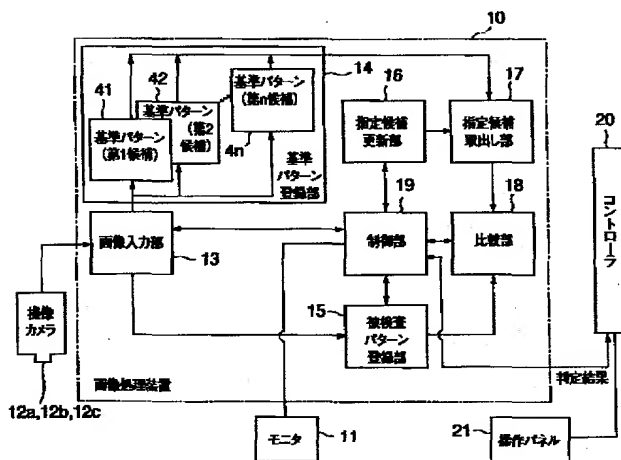 10
41
42
4n
14
基準パターン
(第1候補)
基準パターン
(第2
候補)
基準パターン
(第n候補)
基準
パターン
登録部
16
指定候補
更新部
17
指定候補
取出し部
20
コントローラ
画像入力部
13
19
制御部
18
比較部
撮像
カメラ
12a,12b,12c
15
被検査
パターン
登録部
画像処理装置
判定結果
モニタ
11
21
操作パネル